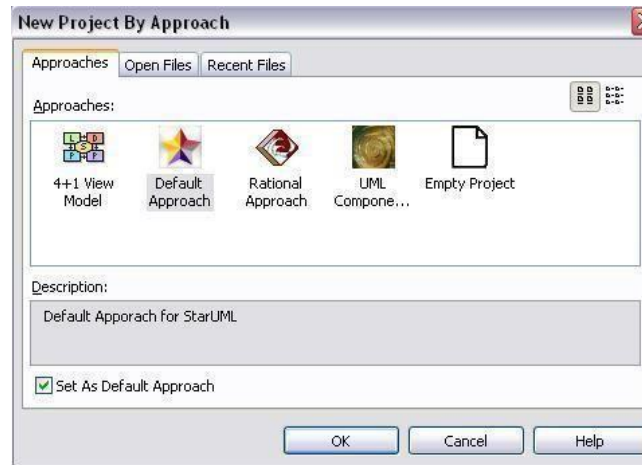 New Project By Approach
Approaches Open Files Recent Files
Approaches:
4+1 View Model
Default Approach
Rational Approach
UML Compone...
Empty Project
Description:
Default Apporach for StarUML
Set As Default Approach
OK Cancel Help